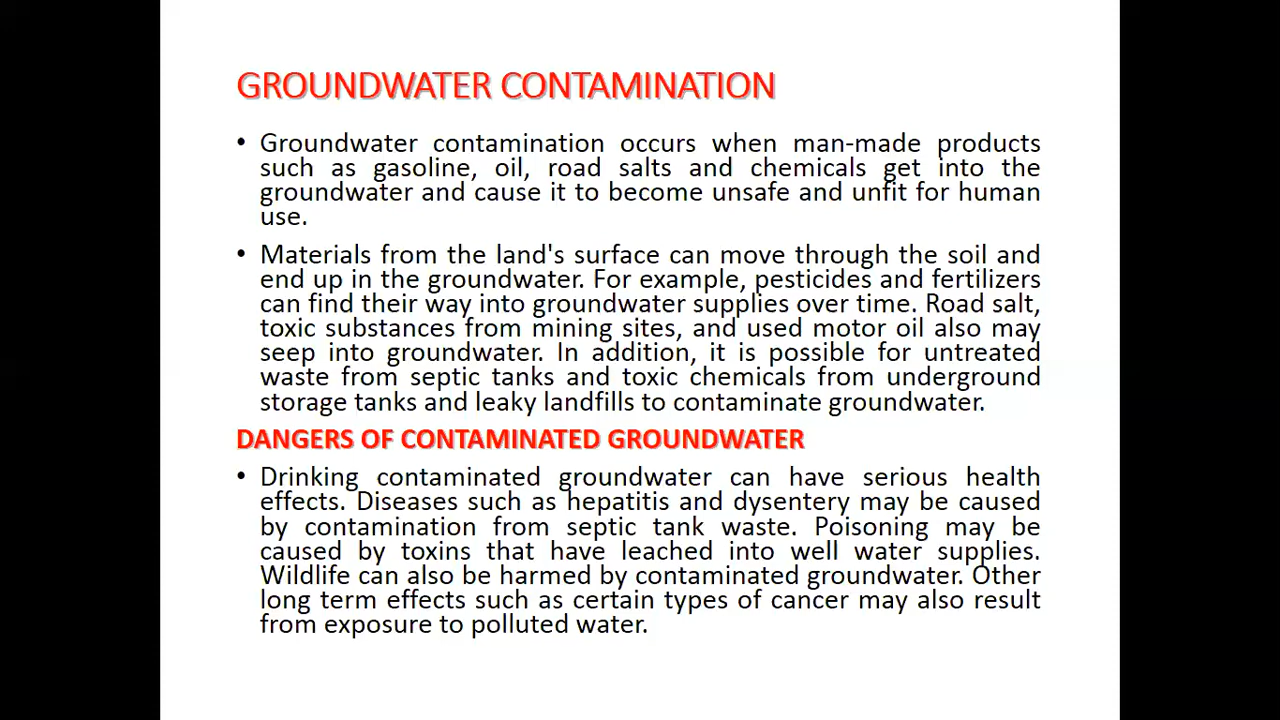 GROUNDWATER CONTAMINATION
• Groundwater contamination occurs when man-made products
such as gasoline, oil, road salts and chemicals get into the
groundwater and cause it to become unsafe and unfit for human
use.
• Materials from the land's surface can move through the soil and
end up in the groundwater. For example, pesticides and fertilizers
can find their way into groundwater supplies over time. Road salt,
toxic substances from mining sites, and used motor oil also may
seep into groundwater. In addition, it is possible for untreated
waste from septic tanks and toxic chemicals from underground
storage tanks and leaky landfills to contaminate groundwater.
DANGERS OF CONTAMINATED GROUNDWATER
• Drinking contaminated groundwater can have serious health
effects. Diseases such as hepatitis and dysentery may be caused
by contamination from septic tank waste. Poisoning may be
caused by toxins that have leached into well water supplies.
Wildlife can also be harmed by contaminated groundwater. Other
long term effects such as certain types of cancer may also result
from exposure to polluted water.